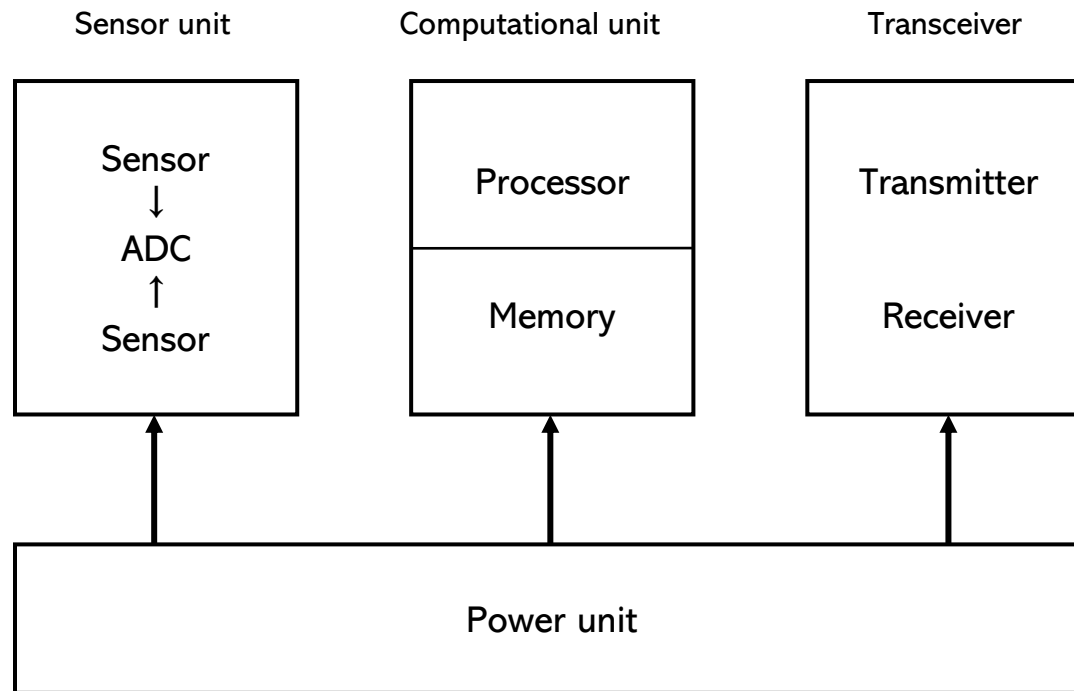 Sensor unit
Computational unit
Transceiver
Sensor
↓
ADC
↑
Sensor
Processor
Memory
Transmitter
Receiver
Power unit